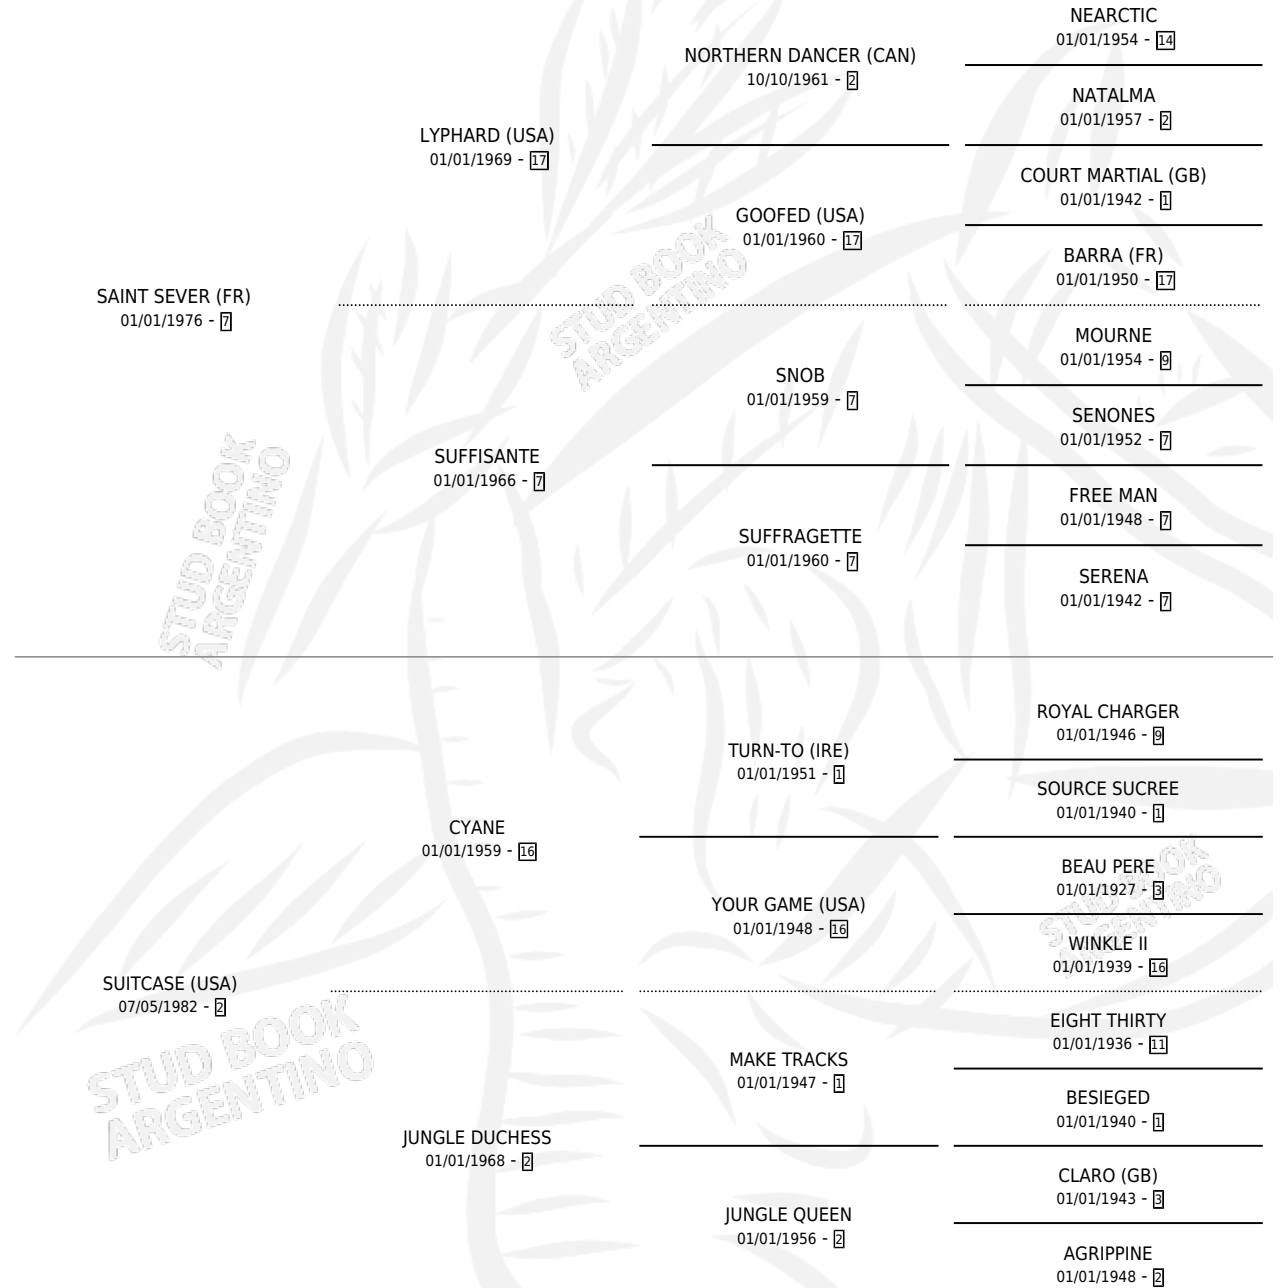 NEARCTIC
01/01/1954 - 14
NORTHERN DANCER (CAN)
10/10/1961 - 2
NATALMA
01/01/1957 - 2
LYPHARD (USA)
01/01/1969 - 17
COURT MARTIAL (GB)
01/01/1942 - 1
GOOFED (USA)
01/01/1960 - 17
BARRA (FR)
01/01/1950 - 17
SAINT SEVER (FR)
01/01/1976 - 7
MOURNE
01/01/1954 - 9
SNOB
01/01/1959 - 7
SENONES
01/01/1952 - 7
SUFFISANTE
01/01/1966 - 7
FREE MAN
01/01/1948 - 7
SUFFRAGETTE
01/01/1960 - 7
SERENA
01/01/1942 - 7
STUD BOOK
ARGENTINO
STUD BOOK
ARGENTINO
ROYAL CHARGER
01/01/1946 - 9
TURN-TO (IRE)
01/01/1951 - 1
SOURCE SUCREE
01/01/1940 - 1
CYANE
01/01/1959 - 16
BEAU PERE
01/01/1927 - 3
YOUR GAME (USA)
01/01/1948 - 16
WINKLE II
01/01/1939 - 16
SUITCASE (USA)
07/05/1982 - 2
EIGHT THIRTY
01/01/1936 - 11
MAKE TRACKS
01/01/1947 - 1
BESIEGED
01/01/1940 - 1
JUNGLE DUCHESS
01/01/1968 - 2
CLARO (GB)
01/01/1943 - 3
JUNGLE QUEEN
01/01/1956 - 2
AGRIPPINE
01/01/1948 - 2
STUD BOOK
ARGENTINO
STUD BOOK
ARGENTINO